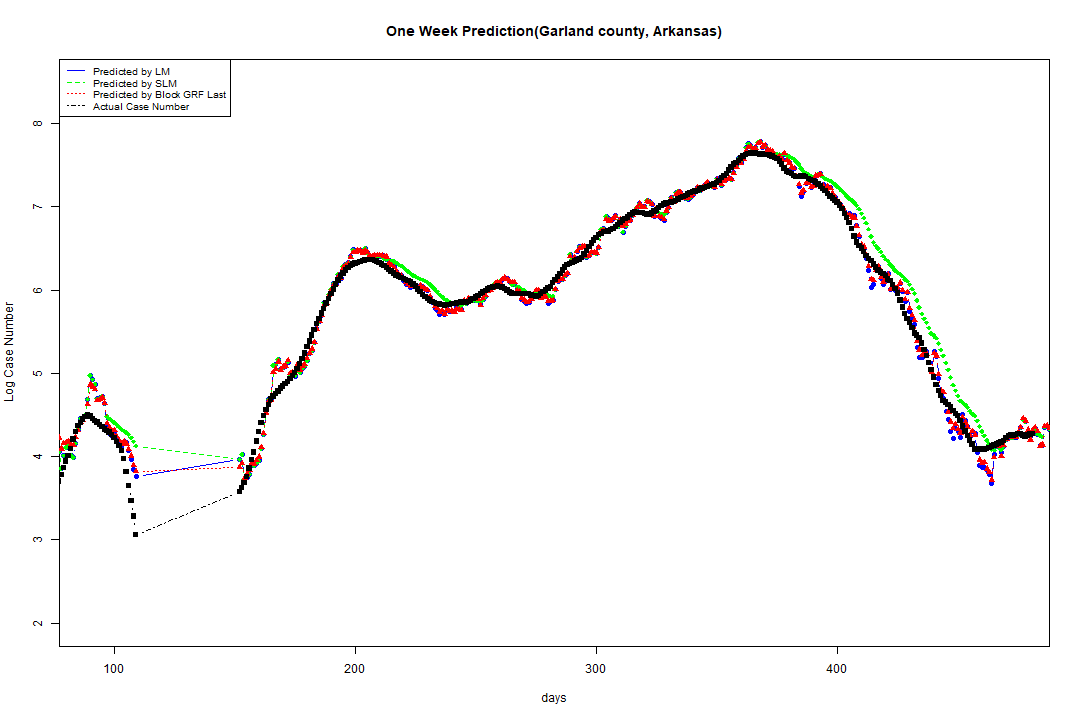 One Week Prediction(Garland county, Arkansas)
Predicted by LM
Predicted by SLM
Predicted by Block GRF Last
Actual Case Number
Log Case Number
8
7
6
5
4
3
2
100 200 300 400
days